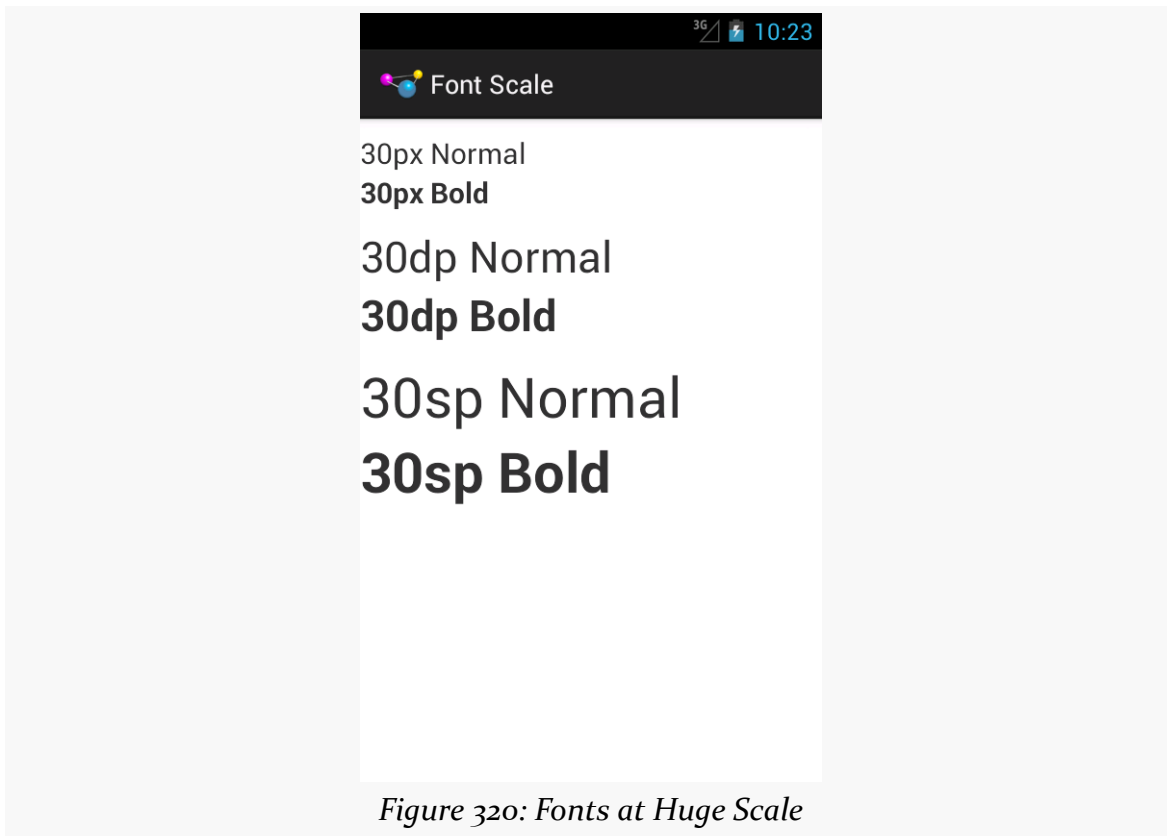 3G 10:23
Font Scale
30px Normal
30px Bold
30dp Normal
30dp Bold
30sp Normal
30sp Bold
Figure 320: Fonts at Huge Scale